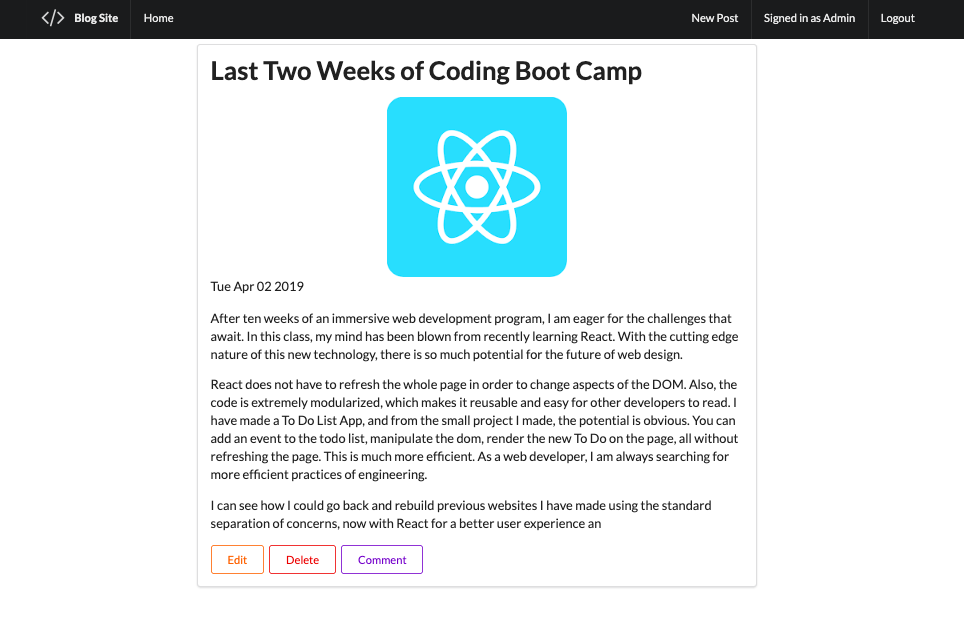 </> Blog Site Home New Post Signed in as Admin Logout
Last Two Weeks of Coding Boot Camp
Tue Apr 02 2019
After ten weeks of an immersive web development program, I am eager for the challenges that
await. In this class, my mind has been blown from recently learning React. With the cutting edge
nature of this new technology, there is so much potential for the future of web design.
React does not have to refresh the whole page in order to change aspects of the DOM. Also, the
code is extremely modularized, which makes it reusable and easy for other developers to read. I
have made a To Do List App, and from the small project I made, the potential is obvious. You can
add an event to the todo list, manipulate the dom, render the new To Do on the page, all without
refreshing the page. This is much more efficient. As a web developer, I am always searching for
more efficient practices of engineering.
I can see how I could go back and rebuild previous websites I have made using the standard
separation of concerns, now with React for a better user experience an
Edit Delete Comment